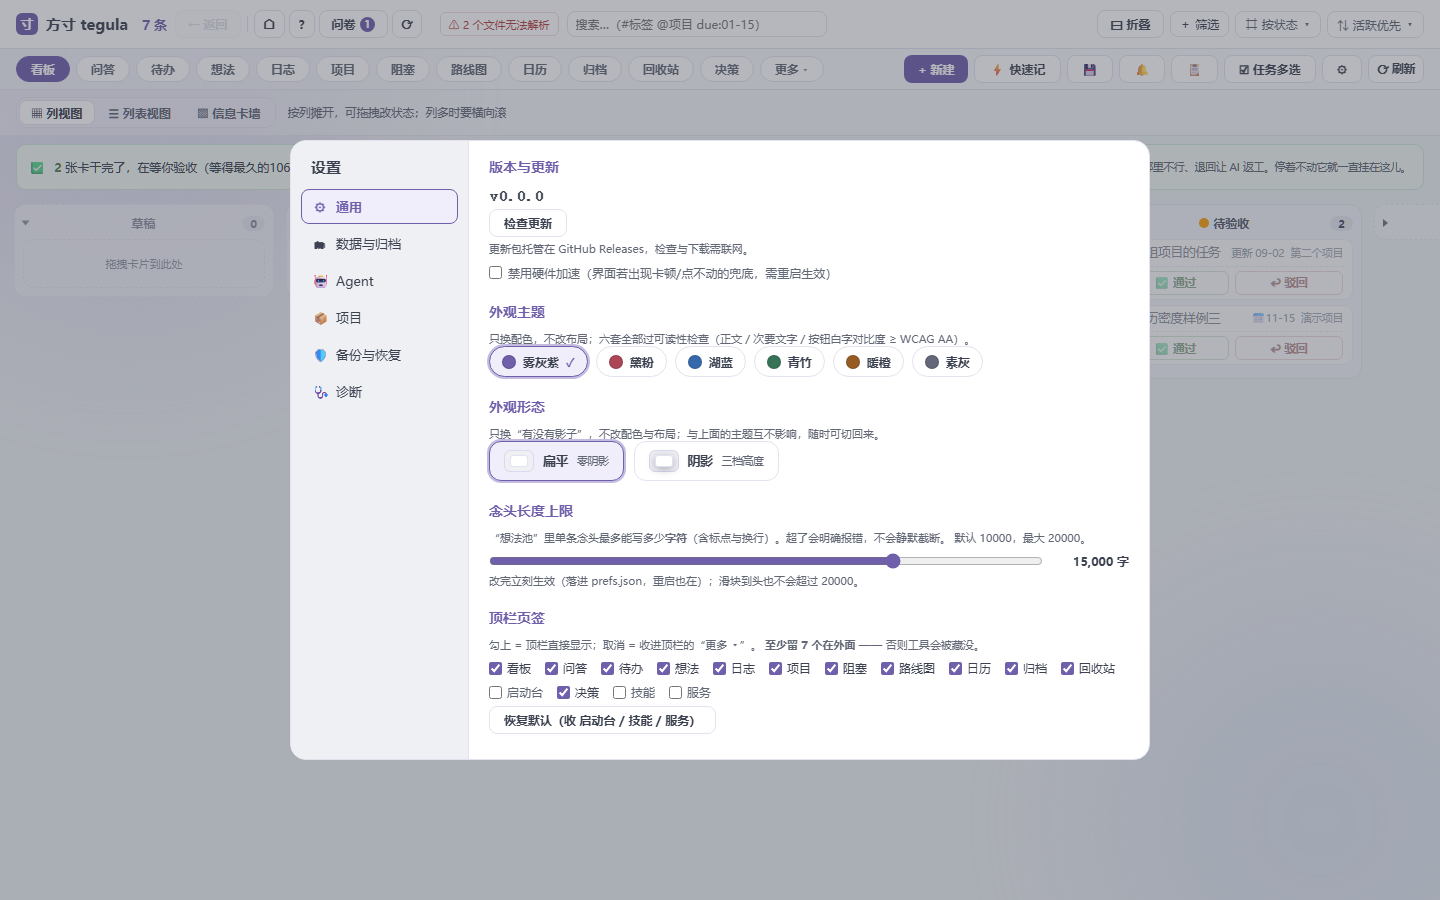 寸 方寸 tegula 7 条 ← 返回 ? 问卷 1 ⚠ 2 个文件无法解析 搜索... (#标签 @项目 due:01-15) 折叠 + 筛选 按状态 活跃优先
看板 问答 待办 想法 日志 项目 阻塞 路线图 日历 归档 回收站 决策 更多 + 新建 快速记 任务多选 刷新
列视图 列表视图 信息卡墙 按列摊开，可拖拽改状态；列多时要横向滚
2 张卡干完了，在等你验收（等得最久的106
里不行、退回让 AI 返工。停着不动它就一直挂在这儿。
草稿 0
拖拽卡片到此处
待验收 2
组项目的任务 更新 09-02 第二个项目
通过 驳回
历密度样例三 11-15 演示项目
通过 驳回
设置
通用
数据与归档
Agent
项目
备份与恢复
诊断
版本与更新
v0.0.0
检查更新
更新包托管在 GitHub Releases，检查与下载需联网。
禁用硬件加速（界面若出现卡顿/点不动的兜底，需重启生效）
外观主题
只换配色，不改布局；六套全部过可读性检查（正文 / 次要文字 / 按钮白字对比度 ≥ WCAG AA）。
雾灰紫 ✓ 黛粉 湖蓝 青竹 暖橙 素灰
外观形态
只换“有没有影子”，不改配色与布局；与上面的主题互不影响，随时可切回来。
扁平 零阴影 阴影 三档高度
念头长度上限
“想法池”里单条念头最多能写多少字符（含标点与换行）。超了会明确报错，不会静默截断。 默认 10000，最大 20000。
15,000 字
改完立刻生效（落进 prefs.json，重启也在）；滑块到头也不会超过 20000。
顶栏页签
勾上 = 顶栏直接显示；取消 = 收进顶栏的“更多 ▾”。 至少留 7 个在外面 —— 否则工具会被藏没。
看板 问答 待办 想法 日志 项目 阻塞 路线图 日历 归档 回收站
启动台 决策 技能 服务
恢复默认（收 启动台 / 技能 / 服务）